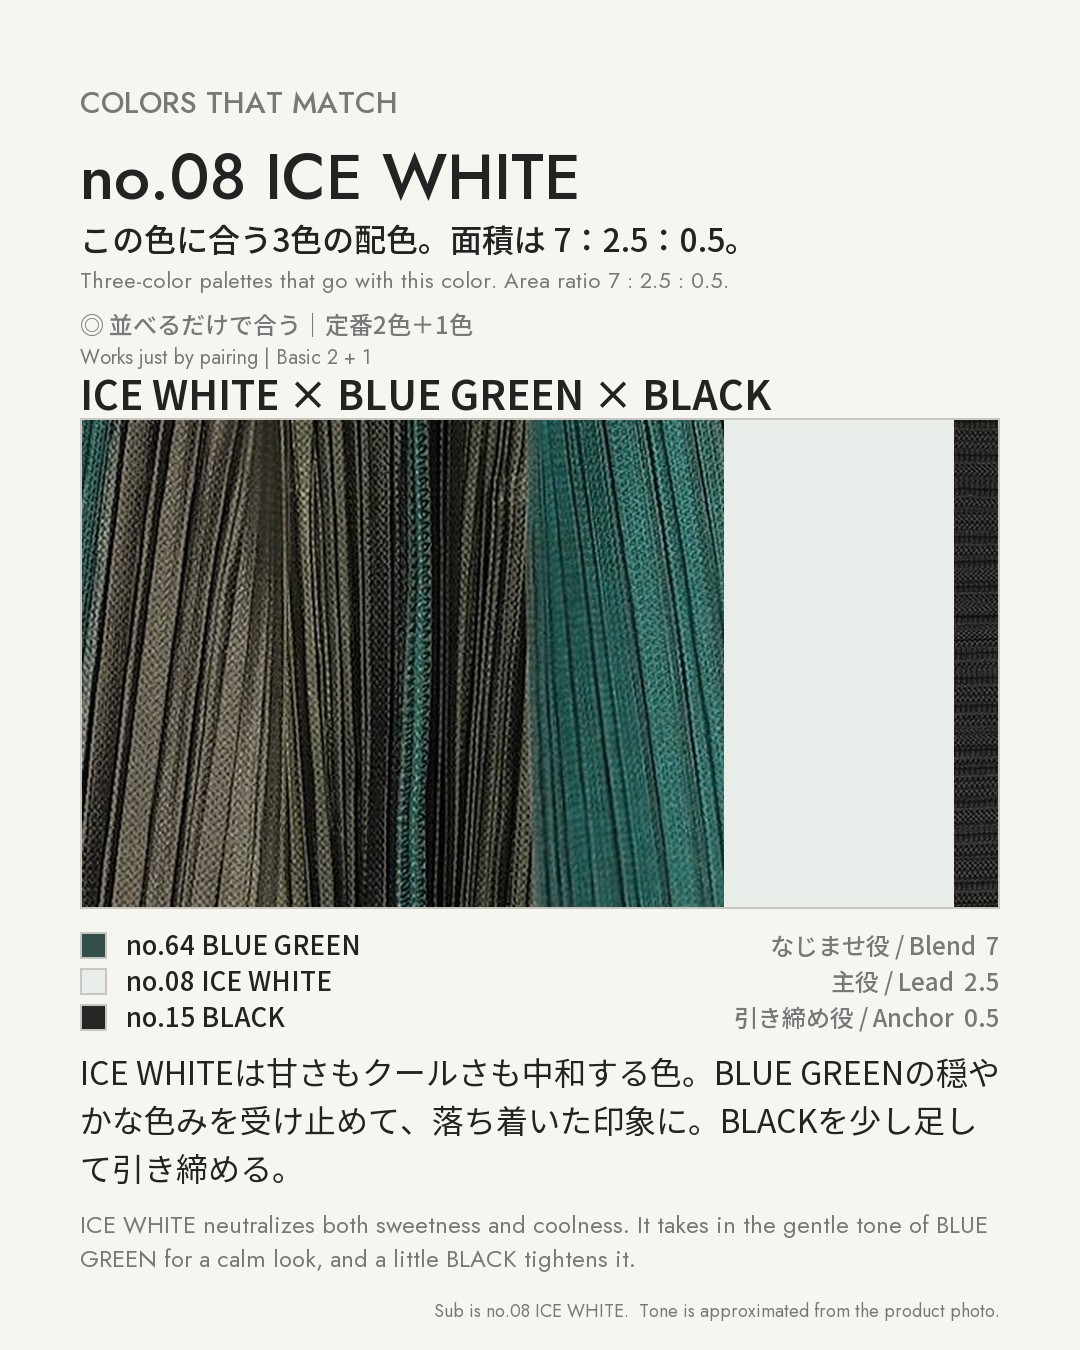 COLORS THAT MATCH
no.08 ICE WHITE
この色に合う3色の配色。面積は 7：2.5：0.5。
Three-color palettes that go with this color. Area ratio 7 : 2.5 : 0.5.
◎ 並べるだけで合う｜定番2色＋1色
Works just by pairing | Basic 2 + 1
ICE WHITE × BLUE GREEN × BLACK
no.64 BLUE GREEN なじませ役 / Blend 7
no.08 ICE WHITE 主役 / Lead 2.5
no.15 BLACK 引き締め役 / Anchor 0.5
ICE WHITEは甘さもクールさも中和する色。BLUE GREENの穏や
かな色みを受け止めて、落ち着いた印象に。BLACKを少し足し
て引き締める。
ICE WHITE neutralizes both sweetness and coolness. It takes in the gentle tone of BLUE
GREEN for a calm look, and a little BLACK tightens it.
Sub is no.08 ICE WHITE. Tone is approximated from the product photo.